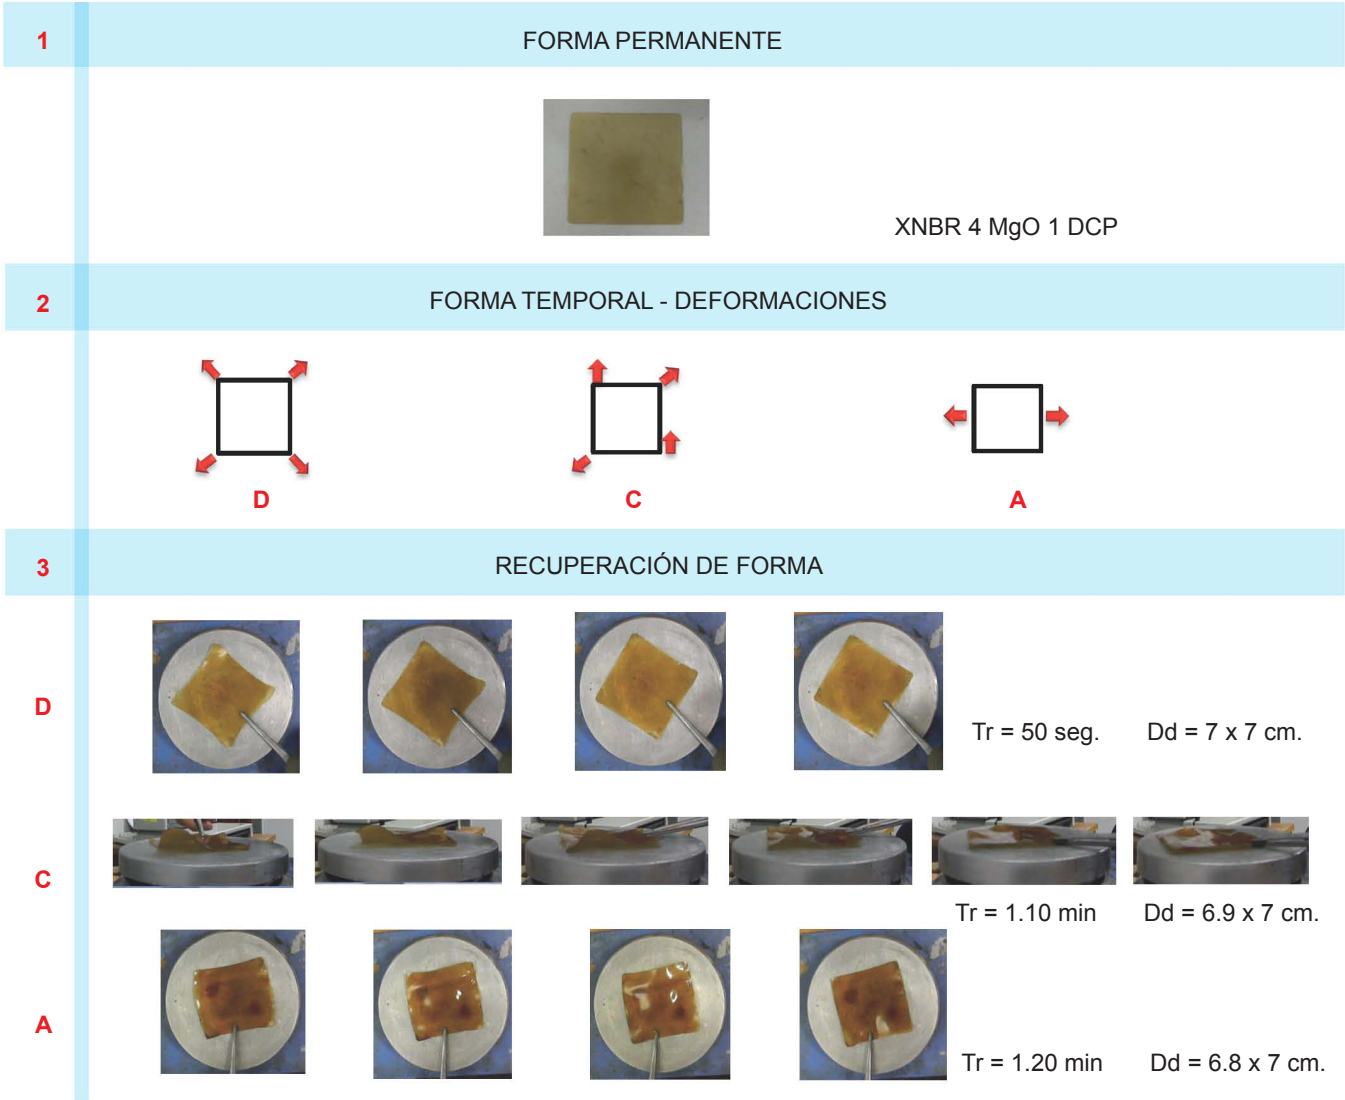 1 FORMA PERMANENTE
XNBR 4 MgO 1 DCP
2 FORMA TEMPORAL - DEFORMACIONES
D C A
3 RECUPERACIÓN DE FORMA
D Tr = 50 seg. Dd = 7 x 7 cm.
C
Tr = 1.10 min Dd = 6.9 x 7 cm.
A
Tr = 1.20 min Dd = 6.8 x 7 cm.